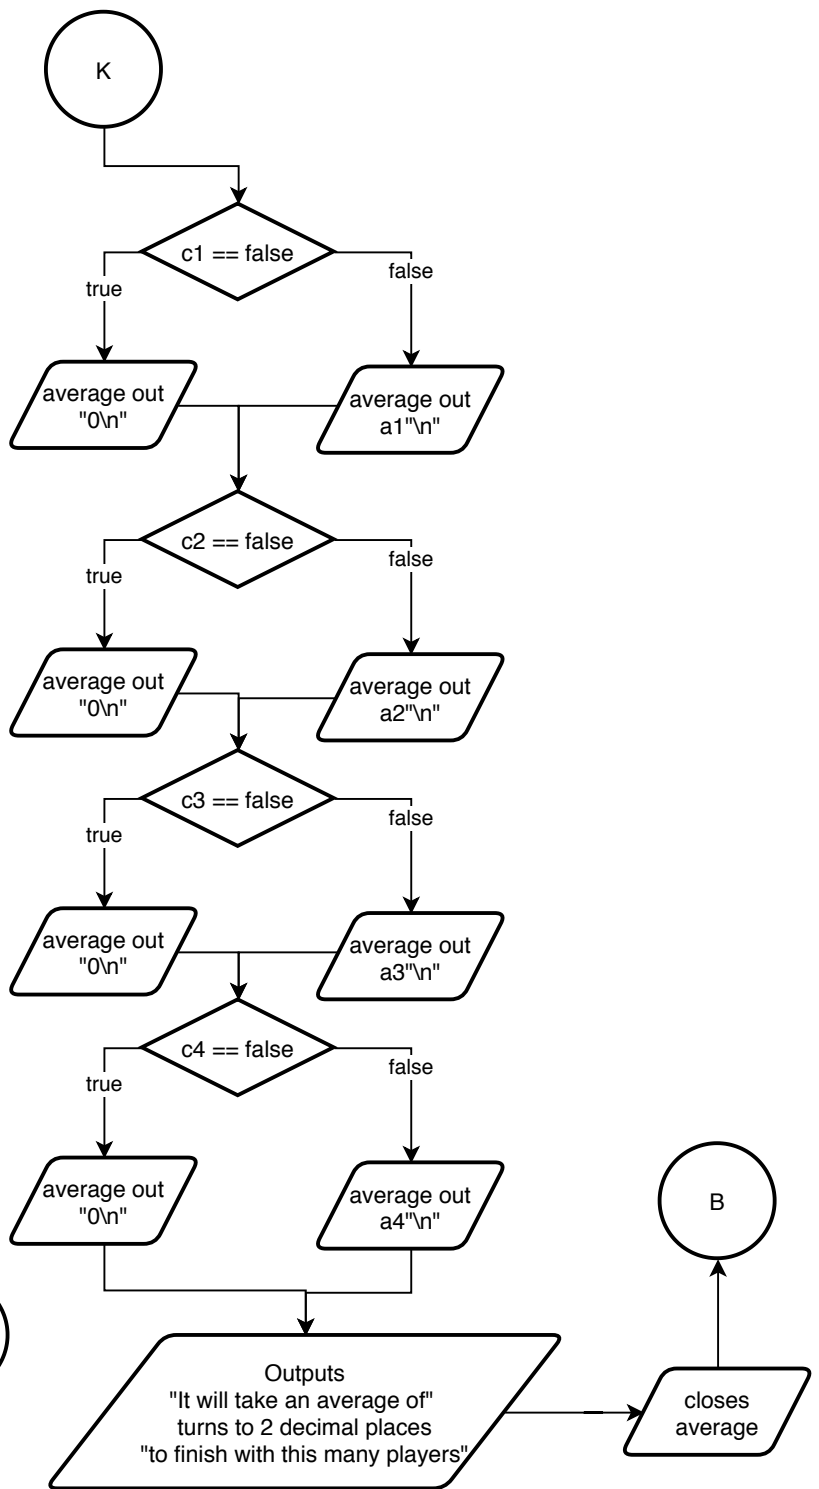 K
c1 == false
true
false
average out
"0\n"
average out
a1"\n"
c2 == false
true
false
average out
"0\n"
average out
a2"\n"
c3 == false
true
false
average out
"0\n"
average out
a3"\n"
c4 == false
true
false
average out
"0\n"
average out
a4"\n"
B
Outputs
"It will take an average of"
turns to 2 decimal places
"to finish with this many players"
closes
average